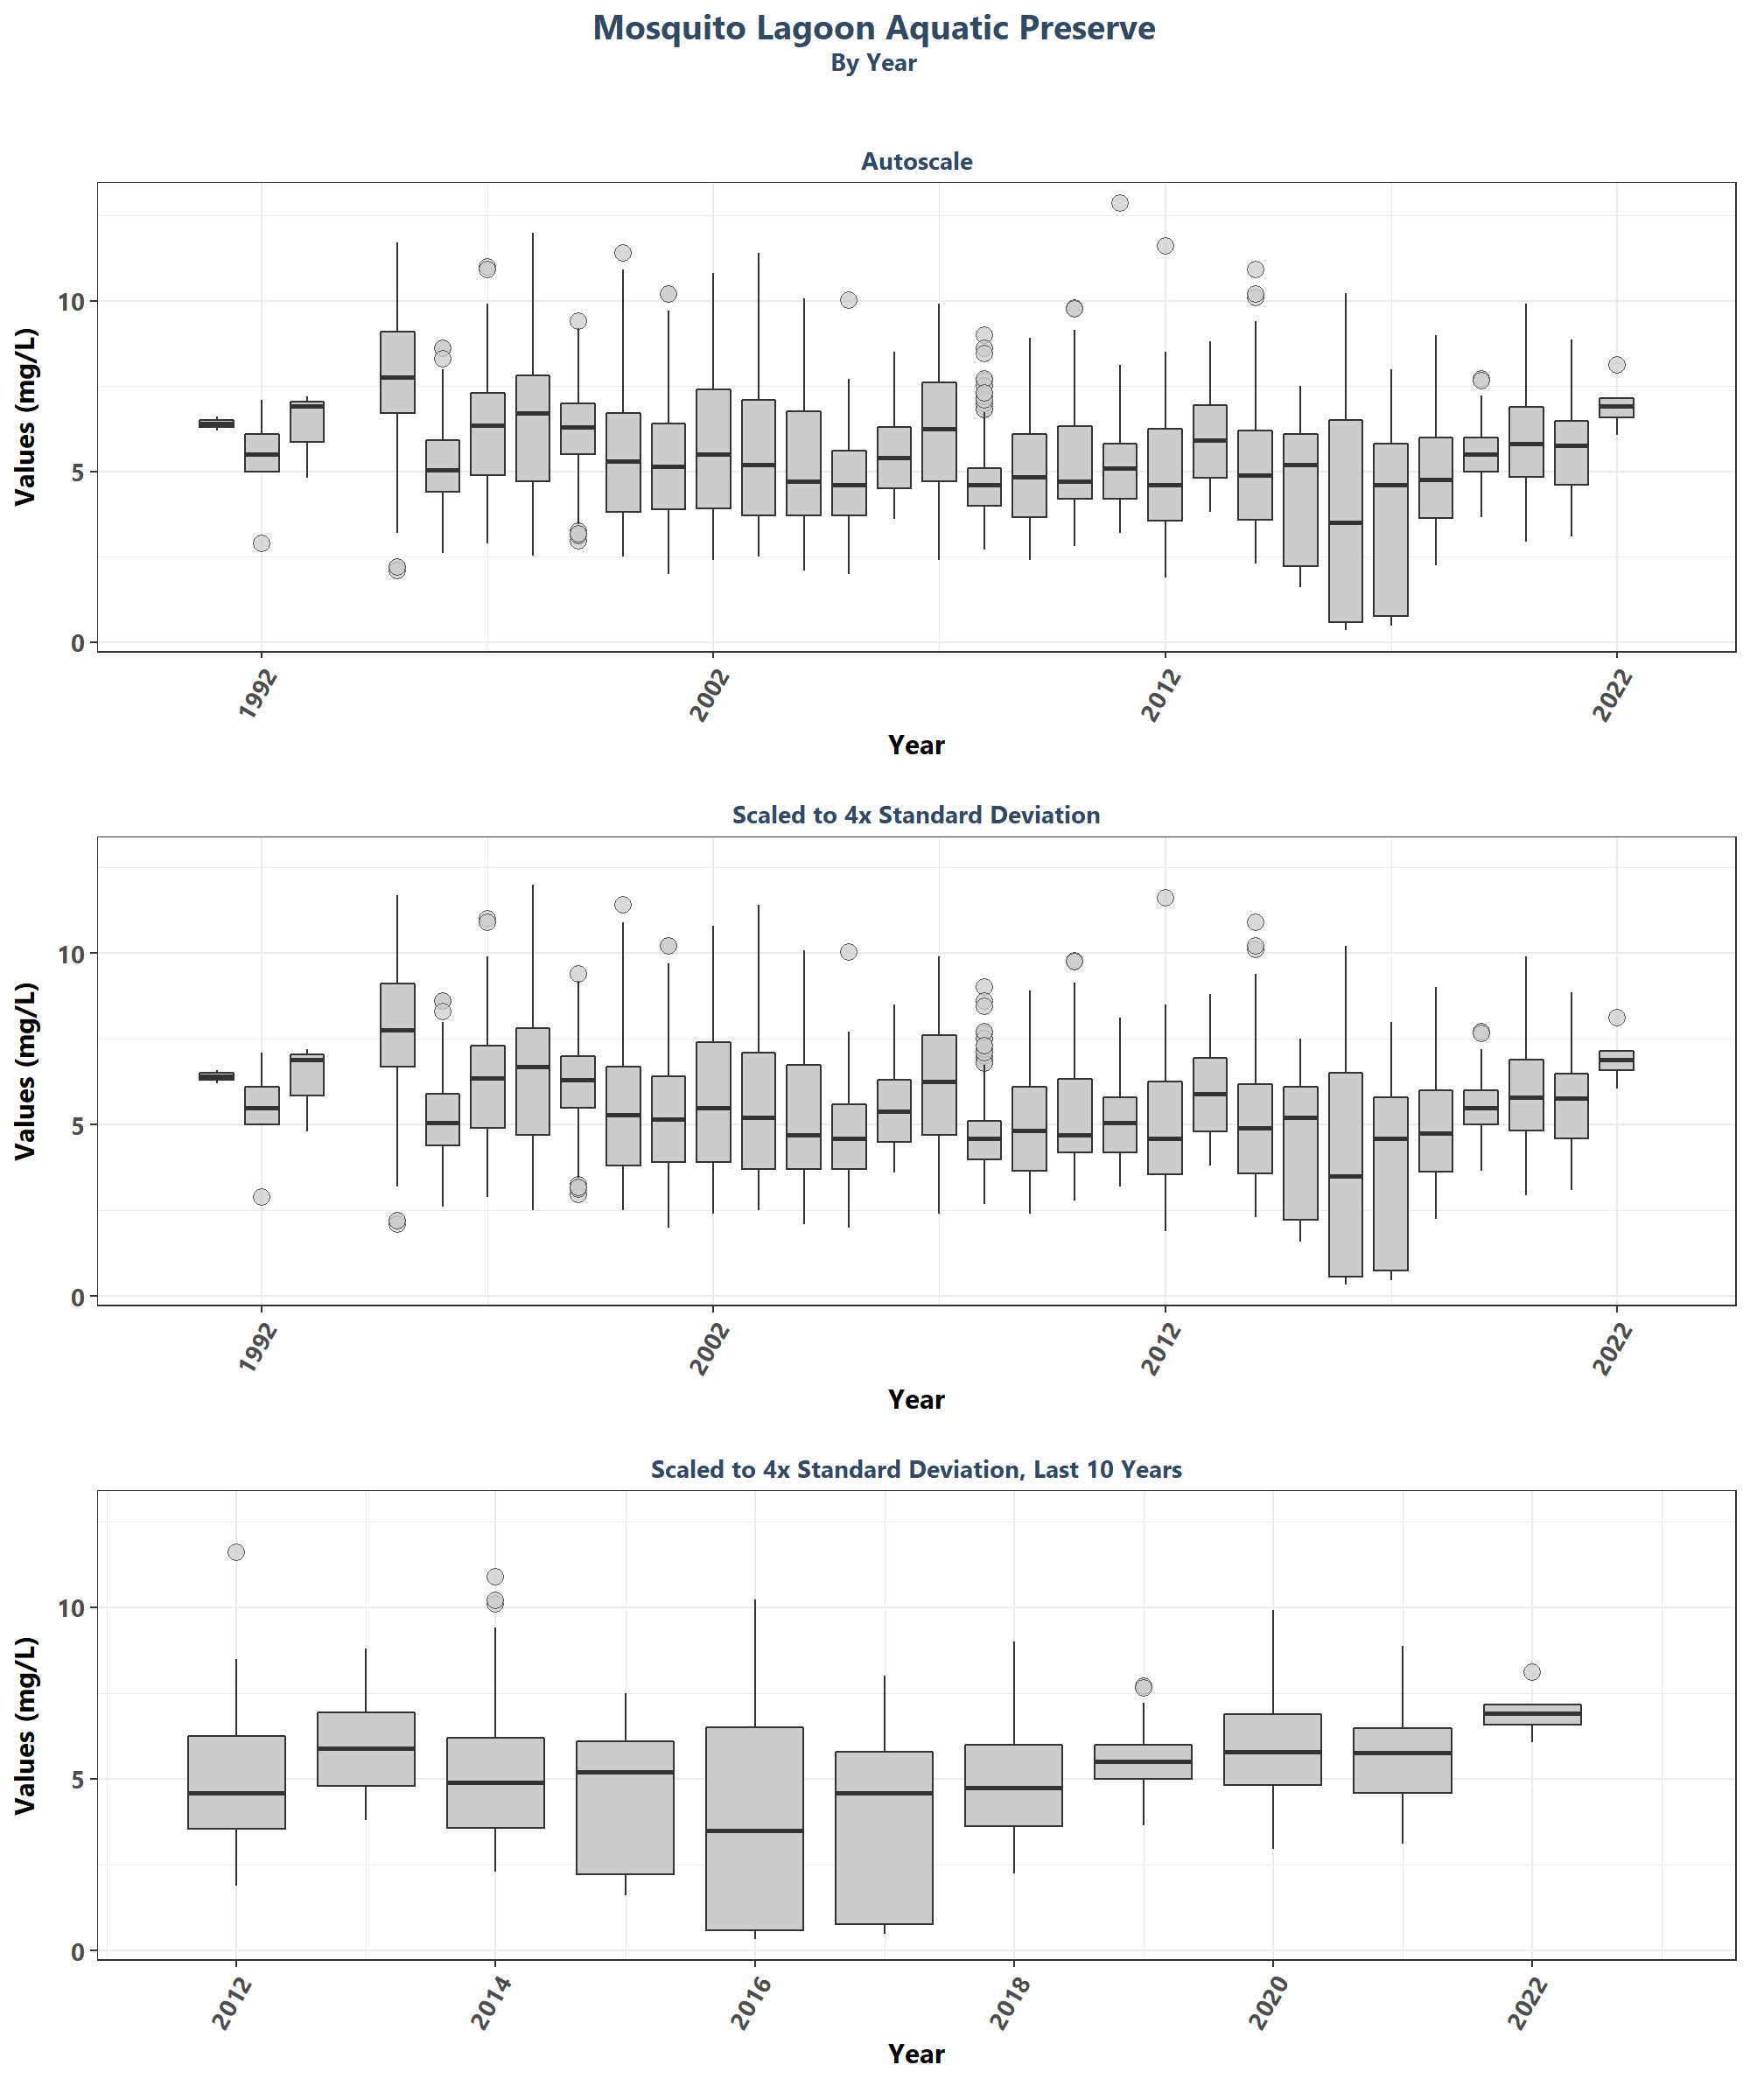 Mosquito Lagoon Aquatic Preserve
By Year
Autoscale
Values (mg/L)
10
5
0
1992
2002
2012
2022
Year
Scaled to 4x Standard Deviation
Values (mg/L)
10
5
0
1992
2002
2012
2022
Year
Scaled to 4x Standard Deviation, Last 10 Years
Values (mg/L)
10
5
0
2012
2014
2016
2018
2020
2022
Year